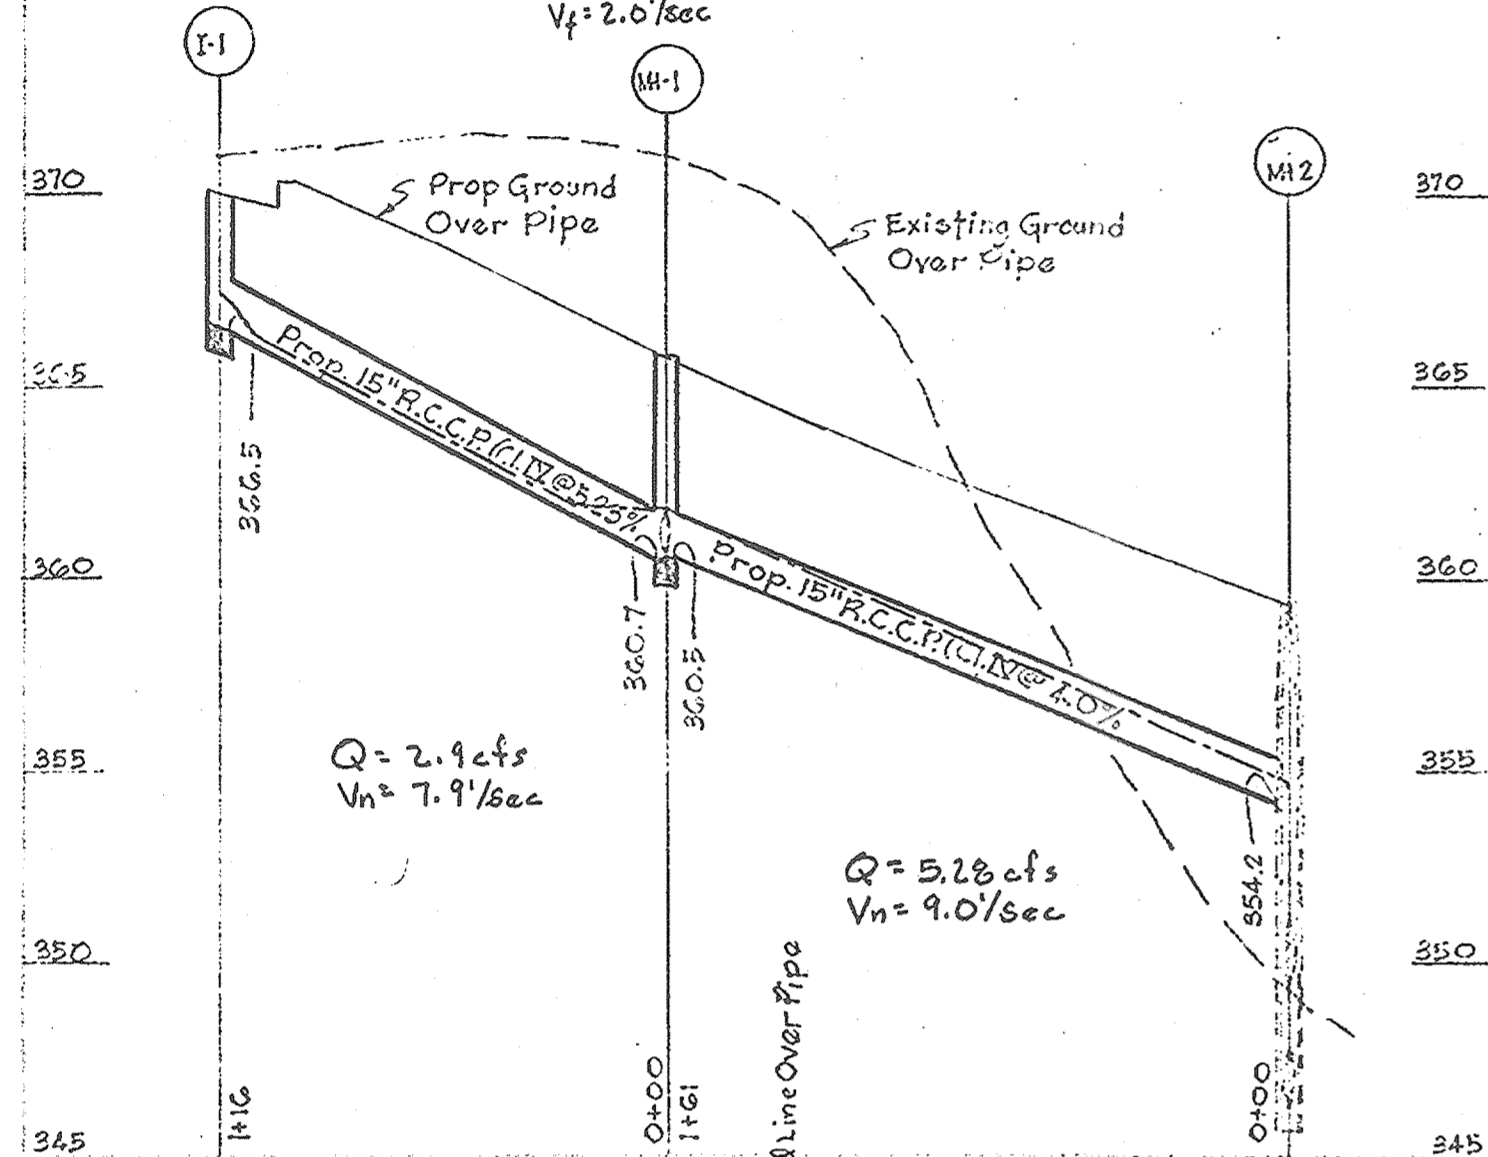 Vf = 2.0'/sec
I-1
MH-1
MH2
370
Prop Ground
Over Pipe
Existing Ground
Over Pipe
370
365
365
Prop. 15" R.C.C.P. (Cl. IV @ 5.25%
366.5
360
360
Prop. 15" R.C.C.P. (Cl. IV @ 4.0%
360.7
360.5
355
355
Q = 2.9 cfs
Vn = 7.9'/sec
Q = 5.28 cfs
Vn = 9.0'/sec
354.2
350
350
Line Over Pipe
1+16
0+00
1+61
0+00
345
345